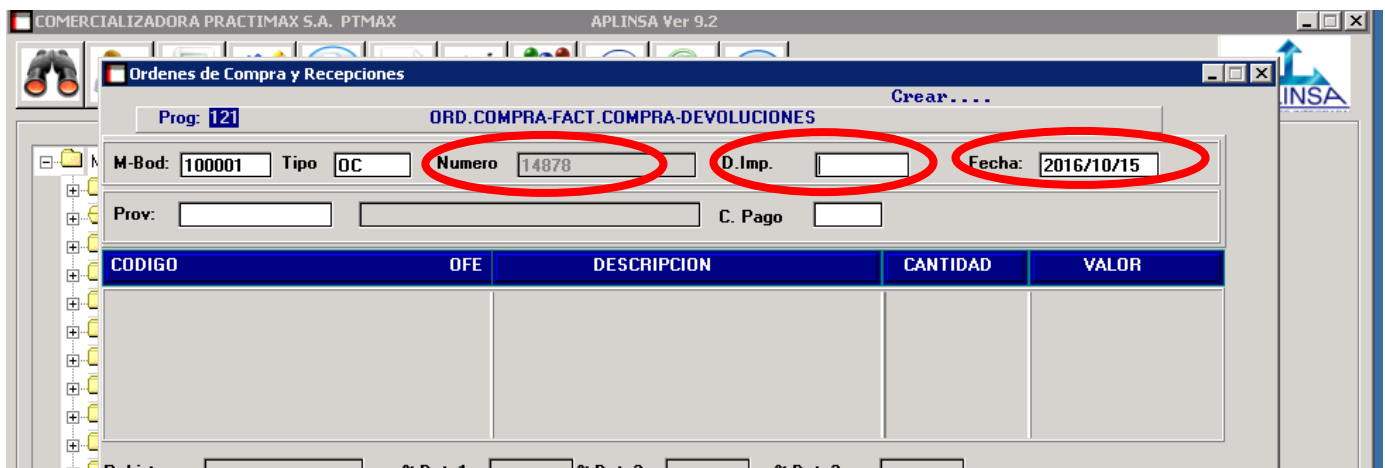 COMERCIALIZADORA PRACTIMAX S.A. PTMAX APLINSA Ver 9.2
Ordenes de Compra y Recepciones
Crear....
Prog: 121 ORD.COMPRA-FACT.COMPRA-DEVOLUCIONES
M-Bod: 100001 Tipo OC Numero 14878 D.Imp. Fecha: 2016/10/15
Prov: C. Pago
CODIGO OFE DESCRIPCION CANTIDAD VALOR